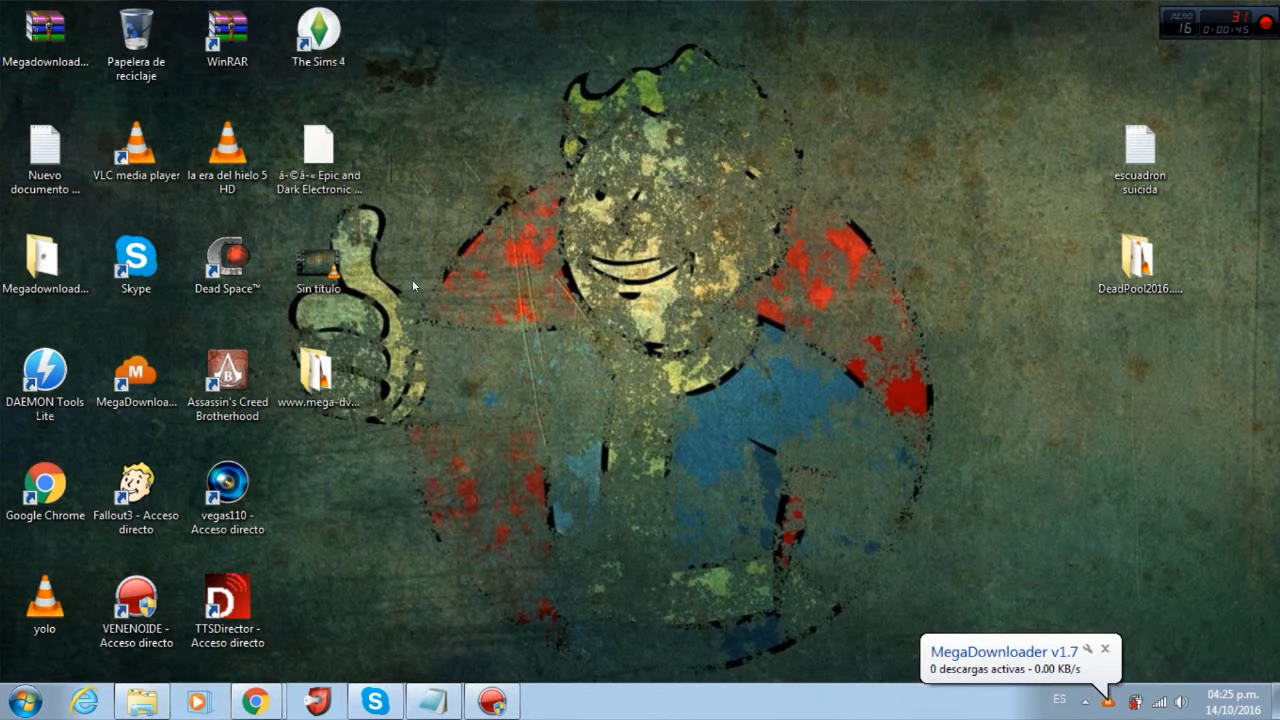 Megadownload...
Papelera de
reciclaje
WinRAR
The Sims 4
Nuevo
documento ...
VLC media player
la era del hielo 5
HD
â-©â-« Epic and
Dark Electronic ...
escuadron
suicida
Megadownload...
Skype
Dead Space™
Sin título
DeadPool2016.....
DAEMON Tools
Lite
MegaDownloa...
Assassin's Creed
Brotherhood
www.mega-dv...
Google Chrome
Fallout3 - Acceso
directo
vegas110 -
Acceso directo
yolo
VENENOIDE -
Acceso directo
TTSDirector -
Acceso directo
31
16
0:00:45
MegaDownloader v1.7
0 descargas activas - 0.00 KB/s
ES
04:25 p.m.
14/10/2016